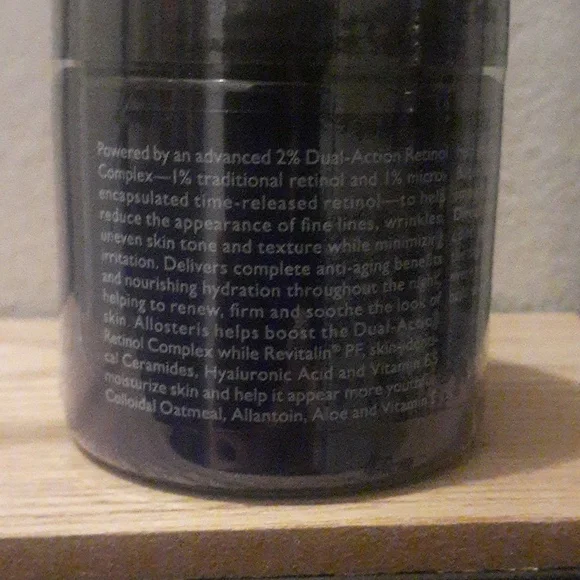 Powered by an advanced 2% Dual-Action Retinol
Complex—1% traditional retinol and 1% micro-
encapsulated time-released retinol—to help
reduce the appearance of fine lines, wrinkles,
uneven skin tone and texture while minimizing
irritation. Delivers complete anti-aging benefits
and nourishing hydration throughout the night,
helping to renew, firm and soothe the look of
skin. Allosteris helps boost the Dual-Action
Retinol Complex while Revitalin® PF,
cal Ceramides, Hyaluronic Acid and Vitamin
moisturize skin and help it appear more youthful.
Colloidal Oatmeal, Allantoin, Aloe and Vitamin E